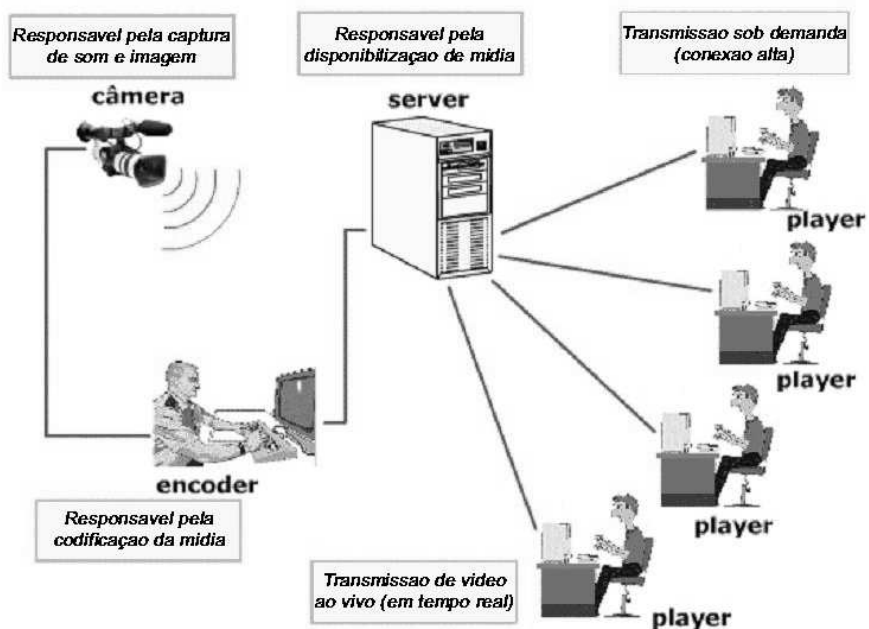 Responsavel pela captura
de som e imagem
câmera
Responsavel pela
disponibilizaçao de midia
server
Transmissao sob demanda
(conexao alta)
player
player
player
player
encoder
Responsavel pela
codificaçao da midia
Transmissao de video
ao vivo (em tempo real)